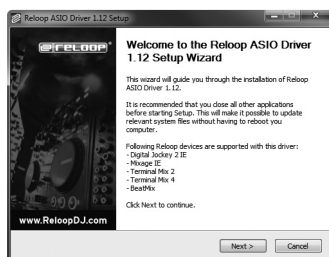 Reloop ASIO Driver 1.12 Setup
reloop
Welcome to the Reloop ASIO Driver
1.12 Setup Wizard
This wizard will guide you through the installation of Reloop
ASIO Driver 1.12.
It is recommended that you close all other applications
before starting Setup. This will make it possible to update
relevant system files without having to reboot you
computer.
Following Reloop devices are supported with this driver:
- Digital Jockey 2 IE
- Mixage IE
- Terminal Mix 2
- Terminal Mix 4
- BeatMix
Click Next to continue.
www.ReloopDJ.com
Next >
Cancel